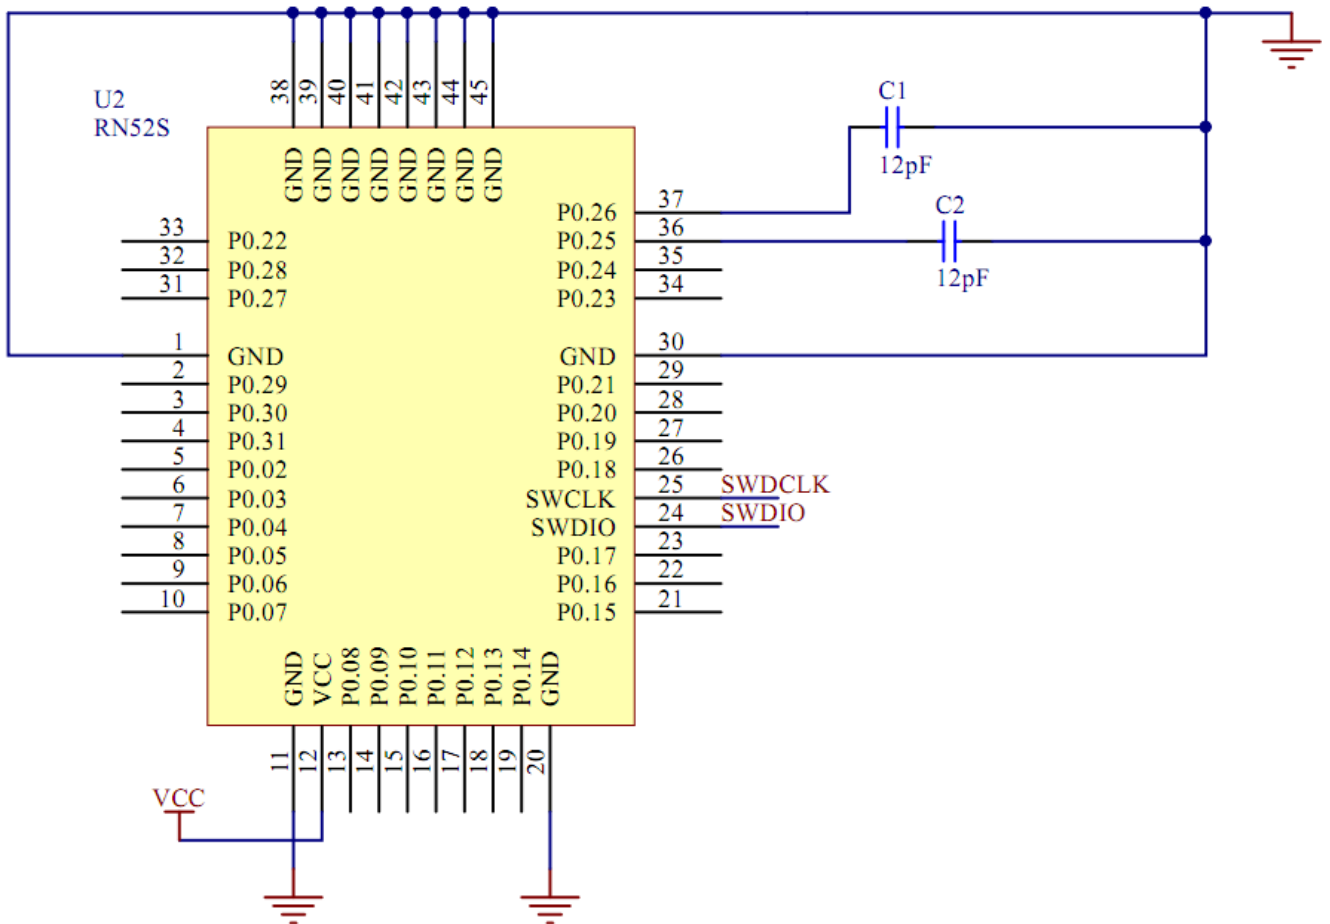 38 39 40 41 42 43 44 45
U2
RN52S
GND GND GND GND GND GND GND GND
C1
12pF
C2
12pF
33 P0.22
32 P0.28
31 P0.27
1 GND
2 P0.29
3 P0.30
4 P0.31
5 P0.02
6 P0.03
7 P0.04
8 P0.05
9 P0.06
10 P0.07
P0.26 37
P0.25 36
P0.24 35
P0.23 34
GND 30
P0.21 29
P0.20 28
P0.19 27
P0.18 26
SWCLK 25 SWDCLK
SWDIO 24 SWDIO
P0.17 23
P0.16 22
P0.15 21
GND VCC P0.08 P0.09 P0.10 P0.11 P0.12 P0.13 P0.14 GND
11 12 13 14 15 16 17 18 19 20
VCC